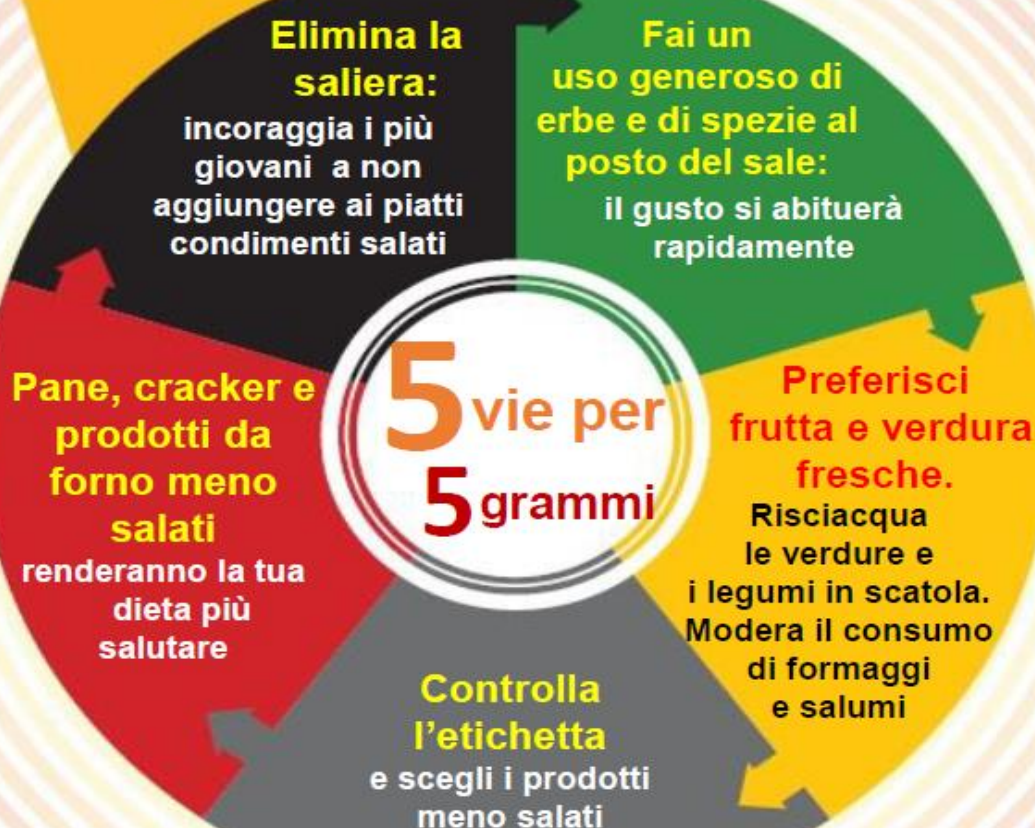 Elimina la
saliera:
incoraggia i più
giovani a non
aggiungere ai piatti
condimenti salati
Fai un
uso generoso di
erbe e di spezie al
posto del sale:
il gusto si abituerà
rapidamente
Preferisci
frutta e verdura
fresche.
Risciacqua
le verdure e
i legumi in scatola.
Modera il consumo
di formaggi
e salumi
Controlla
l’etichetta
e scegli i prodotti
meno salati
Pane, cracker e
prodotti da
forno meno
salati
renderanno la tua
dieta più
salutare
5 vie per
5 grammi